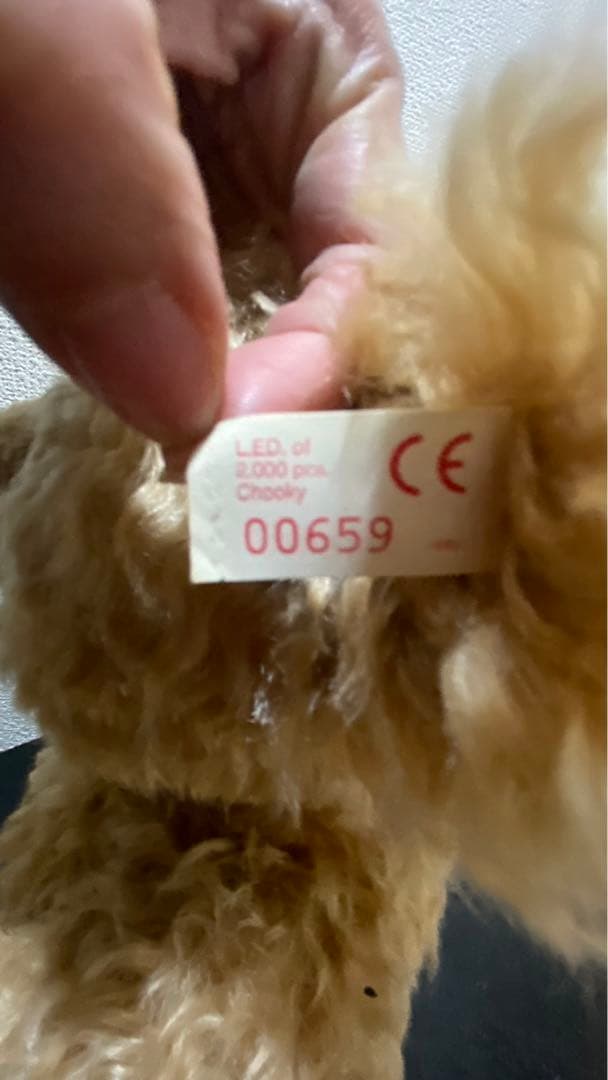 L.E.D. of
2.000 pcs.
Chooky
CE
00659